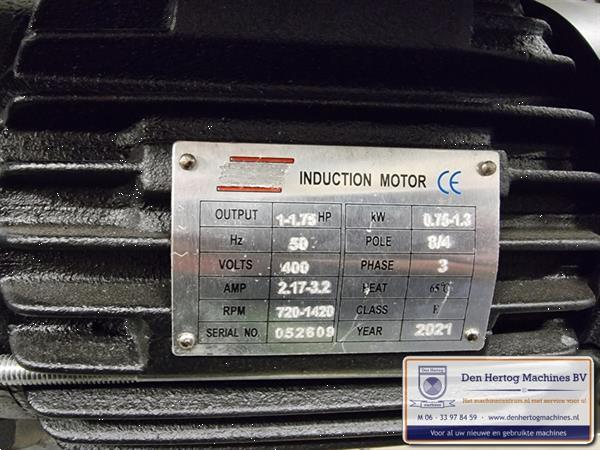 INDUCTION MOTOR CE
OUTPUT 1-1.75 HP kW 0.75-1.3
Hz 50 POLE 8/4
VOLTS 400 PHASE 3
AMP 2.17-3.2 HEAT 65℃
RPM 720-1420 CLASS E
SERIAL NO. 052609 YEAR 2021
Den Hertog Machines BV
Het machinecentrum.nl met service voor u!
M 06 - 33 97 84 59 - www.denhertogmachines.nl
Voor al uw nieuwe en gebruikte machines